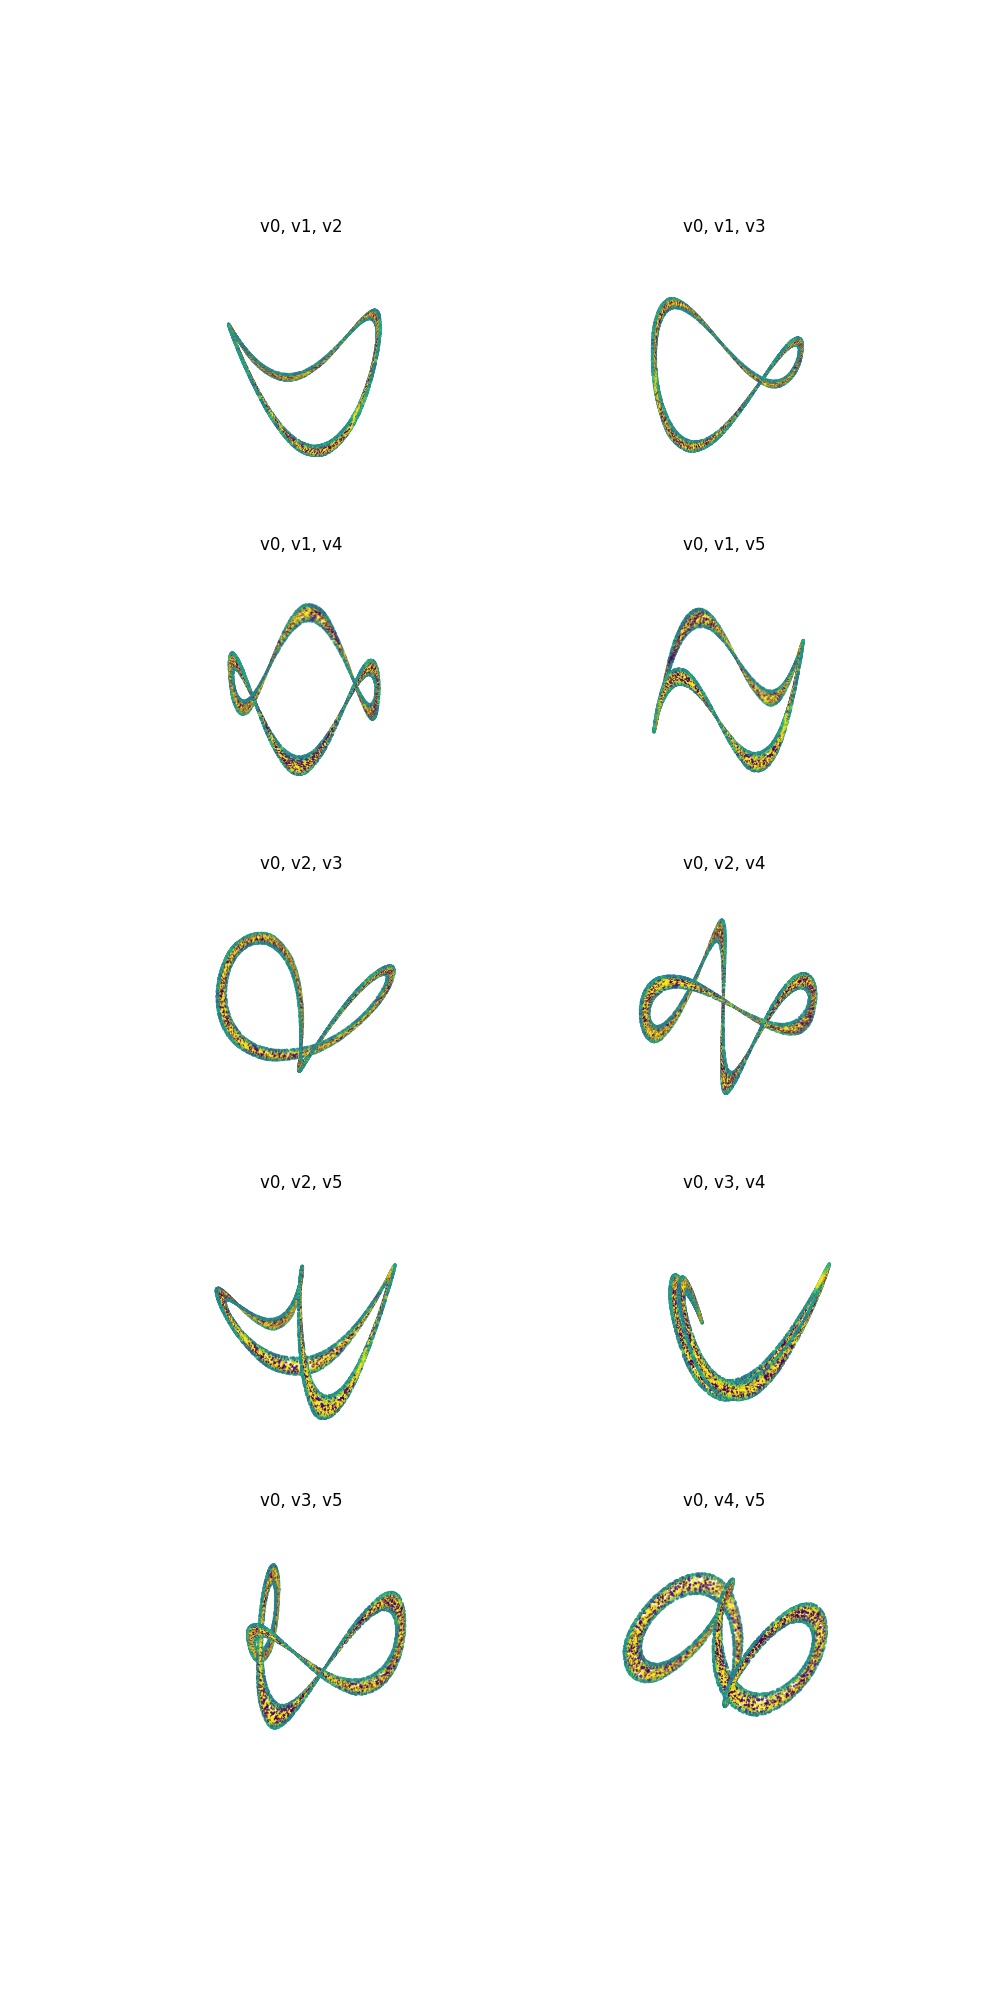 v0, v1, v2
v0, v1, v3
v0, v1, v4
v0, v1, v5
v0, v2, v3
v0, v2, v4
v0, v2, v5
v0, v3, v4
v0, v3, v5
v0, v4, v5